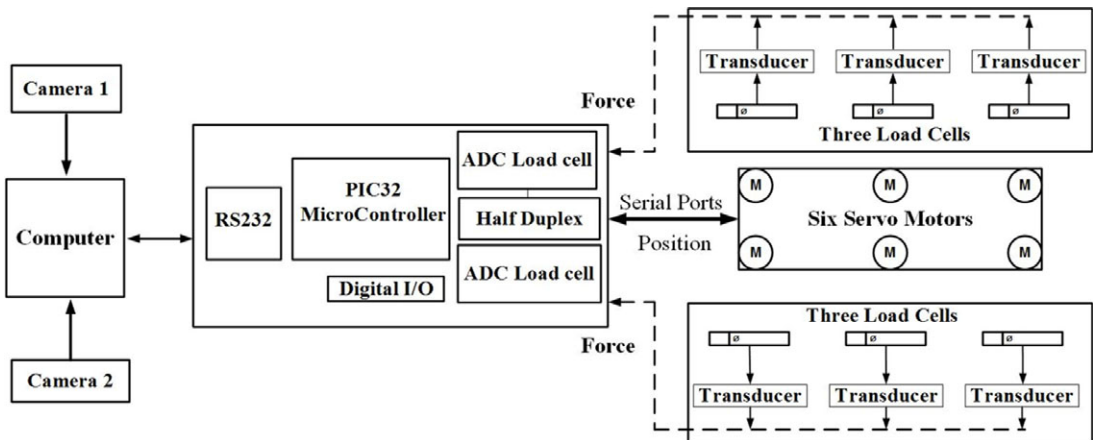 Camera 1
Computer
Camera 2
RS232
PIC32
MicroController
Digital I/O
ADC Load cell
Half Duplex
ADC Load cell
Force
Serial Ports
Position
Force
Transducer Transducer Transducer
ø ø ø
Three Load Cells
M M M
Six Servo Motors
M M M
Three Load Cells
ø ø ø
Transducer Transducer Transducer